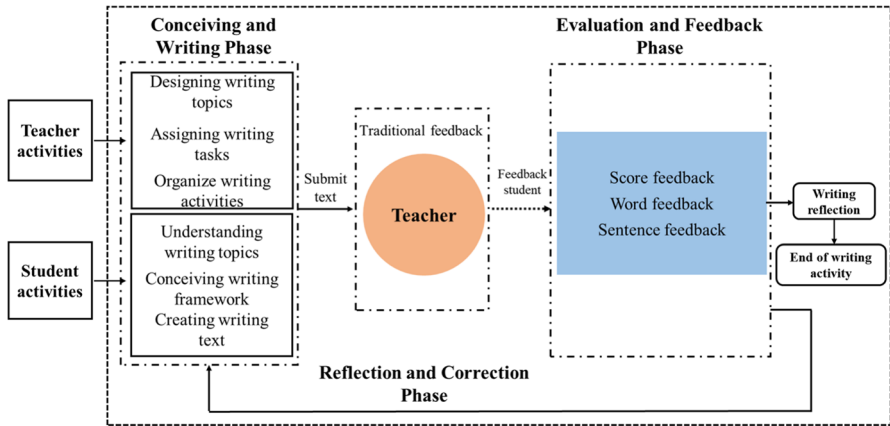 Conceiving and
Writing Phase
Evaluation and Feedback
Phase
Teacher
activities
Student
activities
Designing writing
topics
Assigning writing
tasks
Organize writing
activities
Understanding
writing topics
Conceiving writing
framework
Creating writing
text
Submit
text
Traditional feedback
Teacher
Feedback
student
Score feedback
Word feedback
Sentence feedback
Writing
reflection
End of writing
activity
Reflection and Correction
Phase